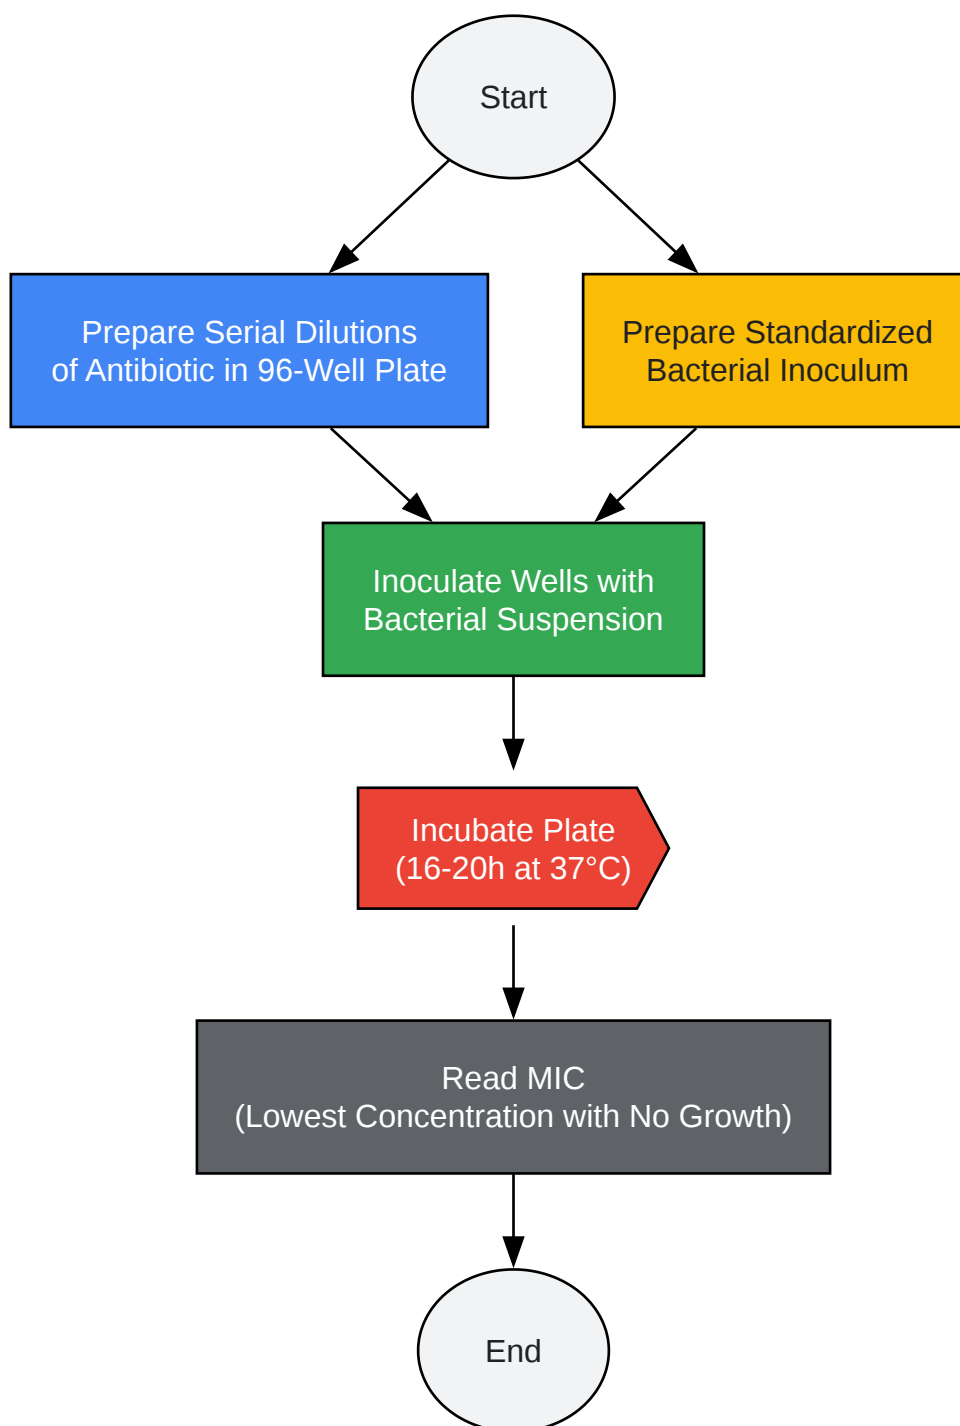 Start
Prepare Serial Dilutions
of Antibiotic in 96-Well Plate
Prepare Standardized
Bacterial Inoculum
Inoculate Wells with
Bacterial Suspension
Incubate Plate
(16-20h at 37°C)
Read MIC
(Lowest Concentration with No Growth)
End